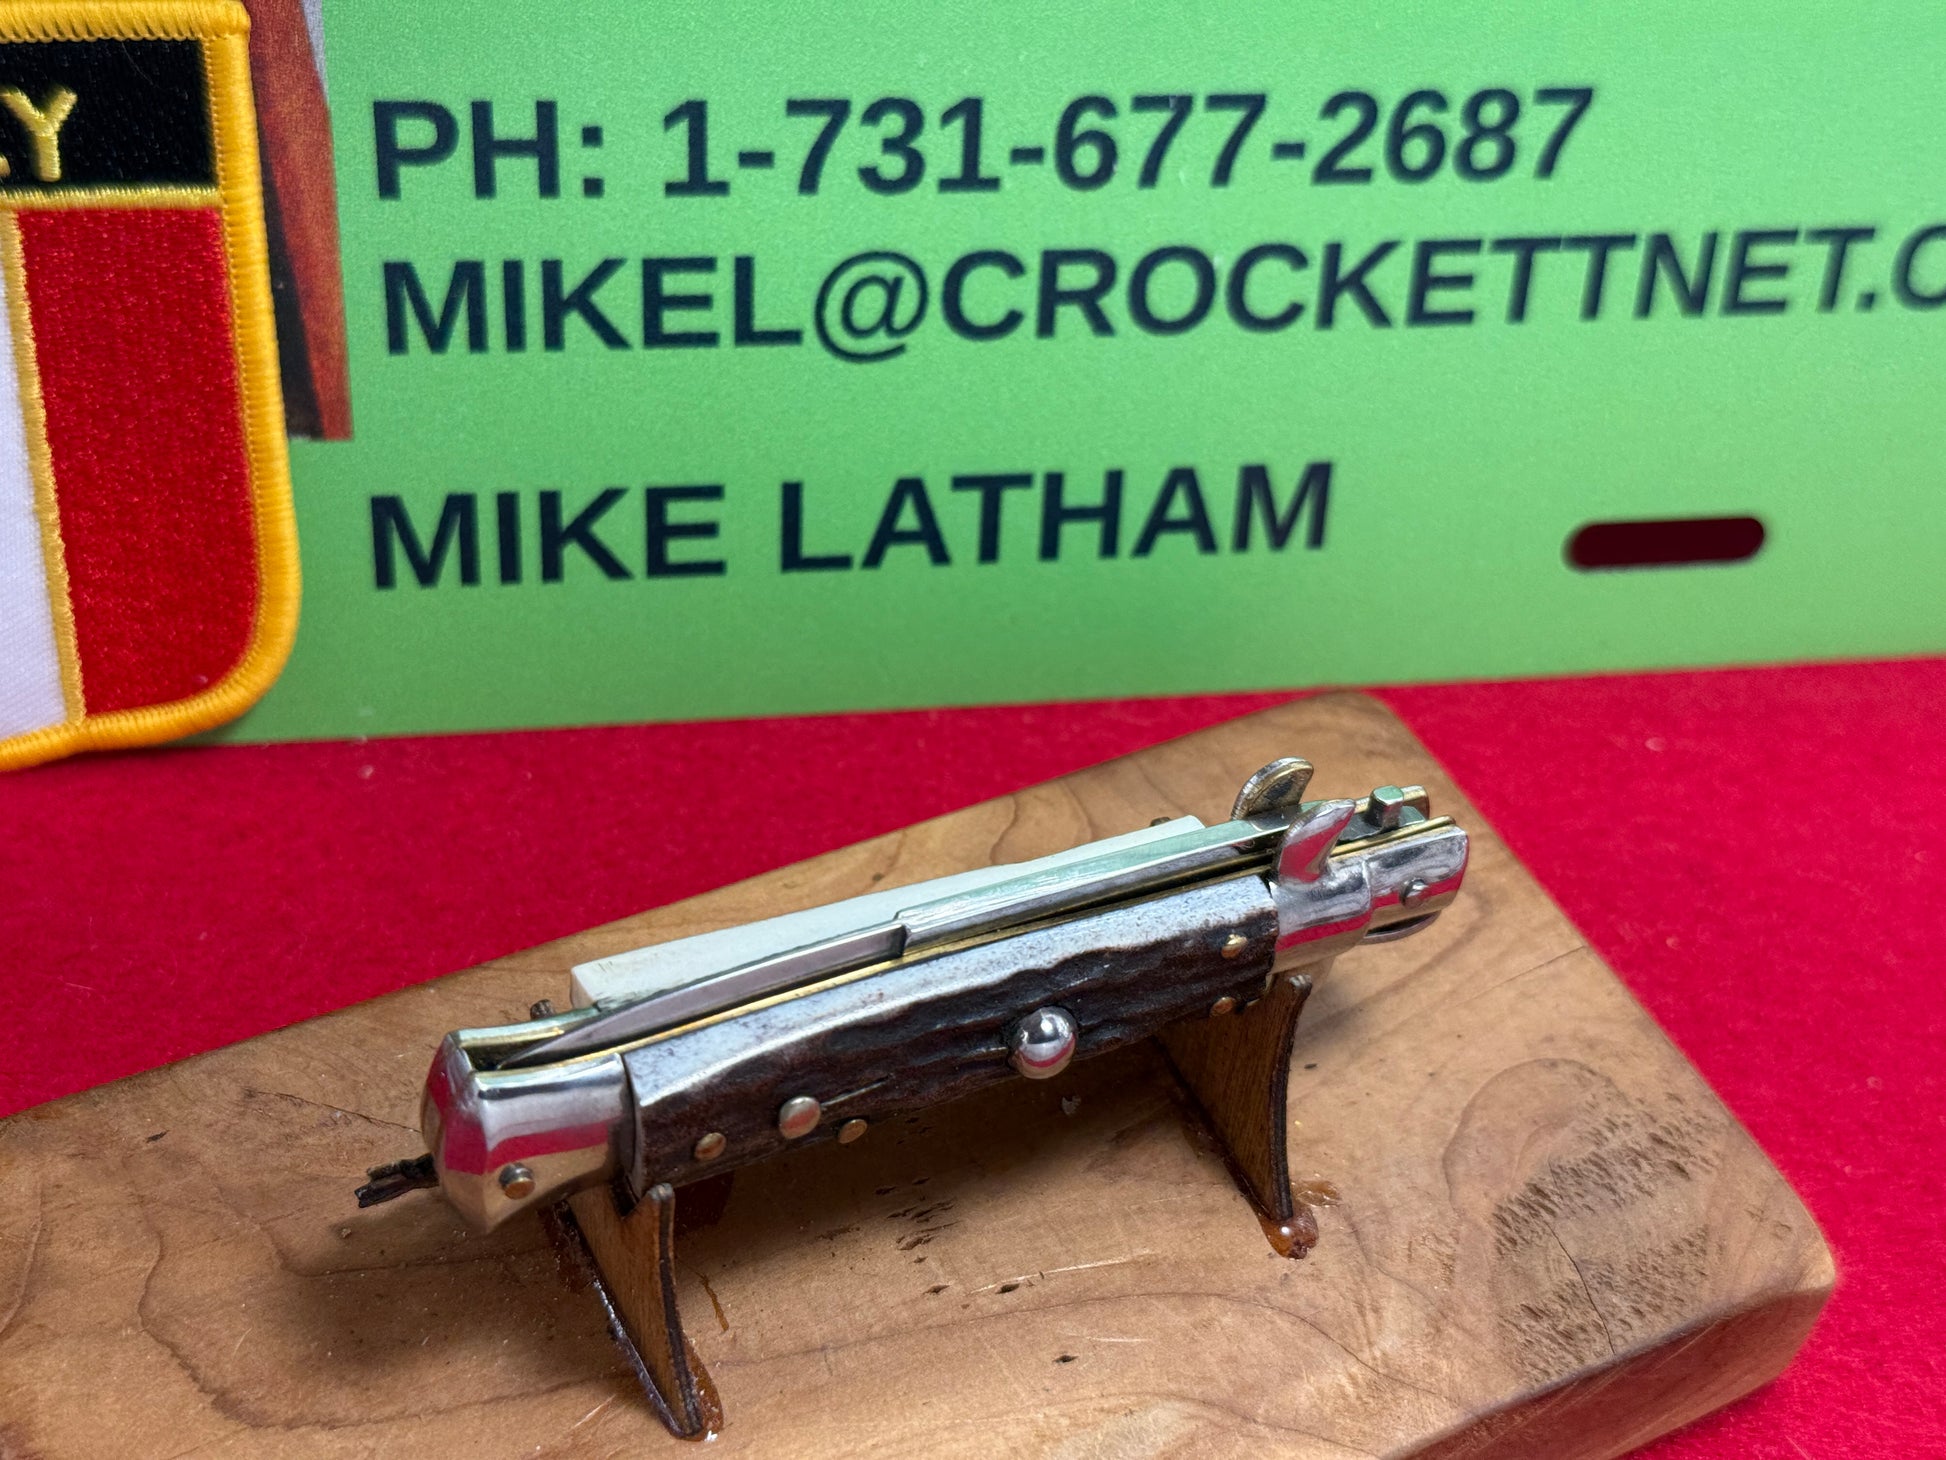 Y
PH: 1-731-677-2687
MIKEL@CROCKETTNET.C
MIKE LATHAM